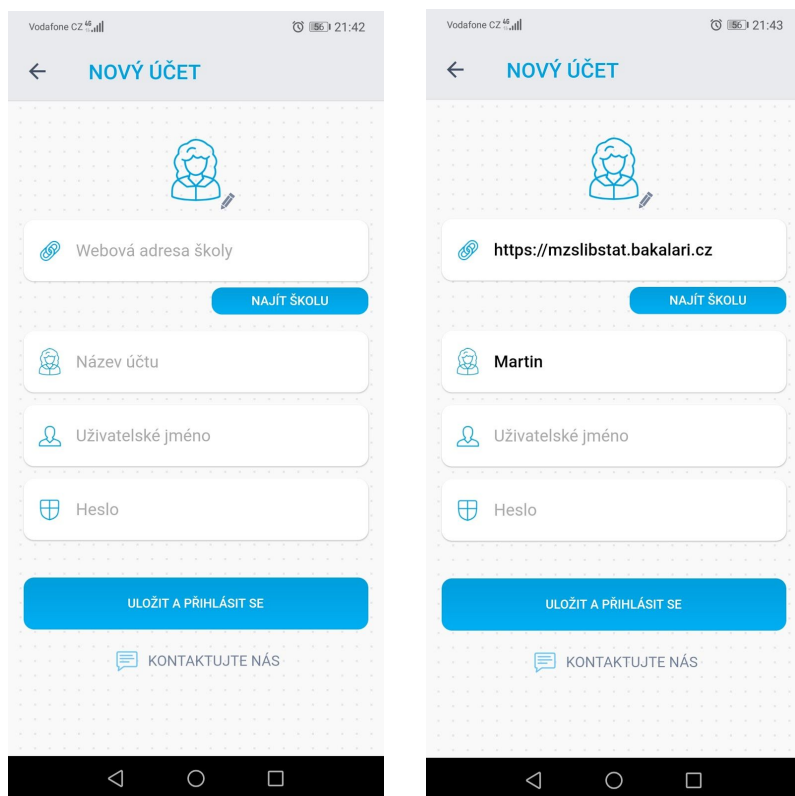 Vodafone CZ 56 21:42
NOVÝ ÚČET
Webová adresa školy
NAJÍT ŠKOLU
Název účtu
Uživatelské jméno
Heslo
ULOŽIT A PŘIHLÁSIT SE
KONTAKTUJTE NÁS
Vodafone CZ 56 21:43
NOVÝ ÚČET
https://mzslibstat.bakalari.cz
NAJÍT ŠKOLU
Martin
Uživatelské jméno
Heslo
ULOŽIT A PŘIHLÁSIT SE
KONTAKTUJTE NÁS